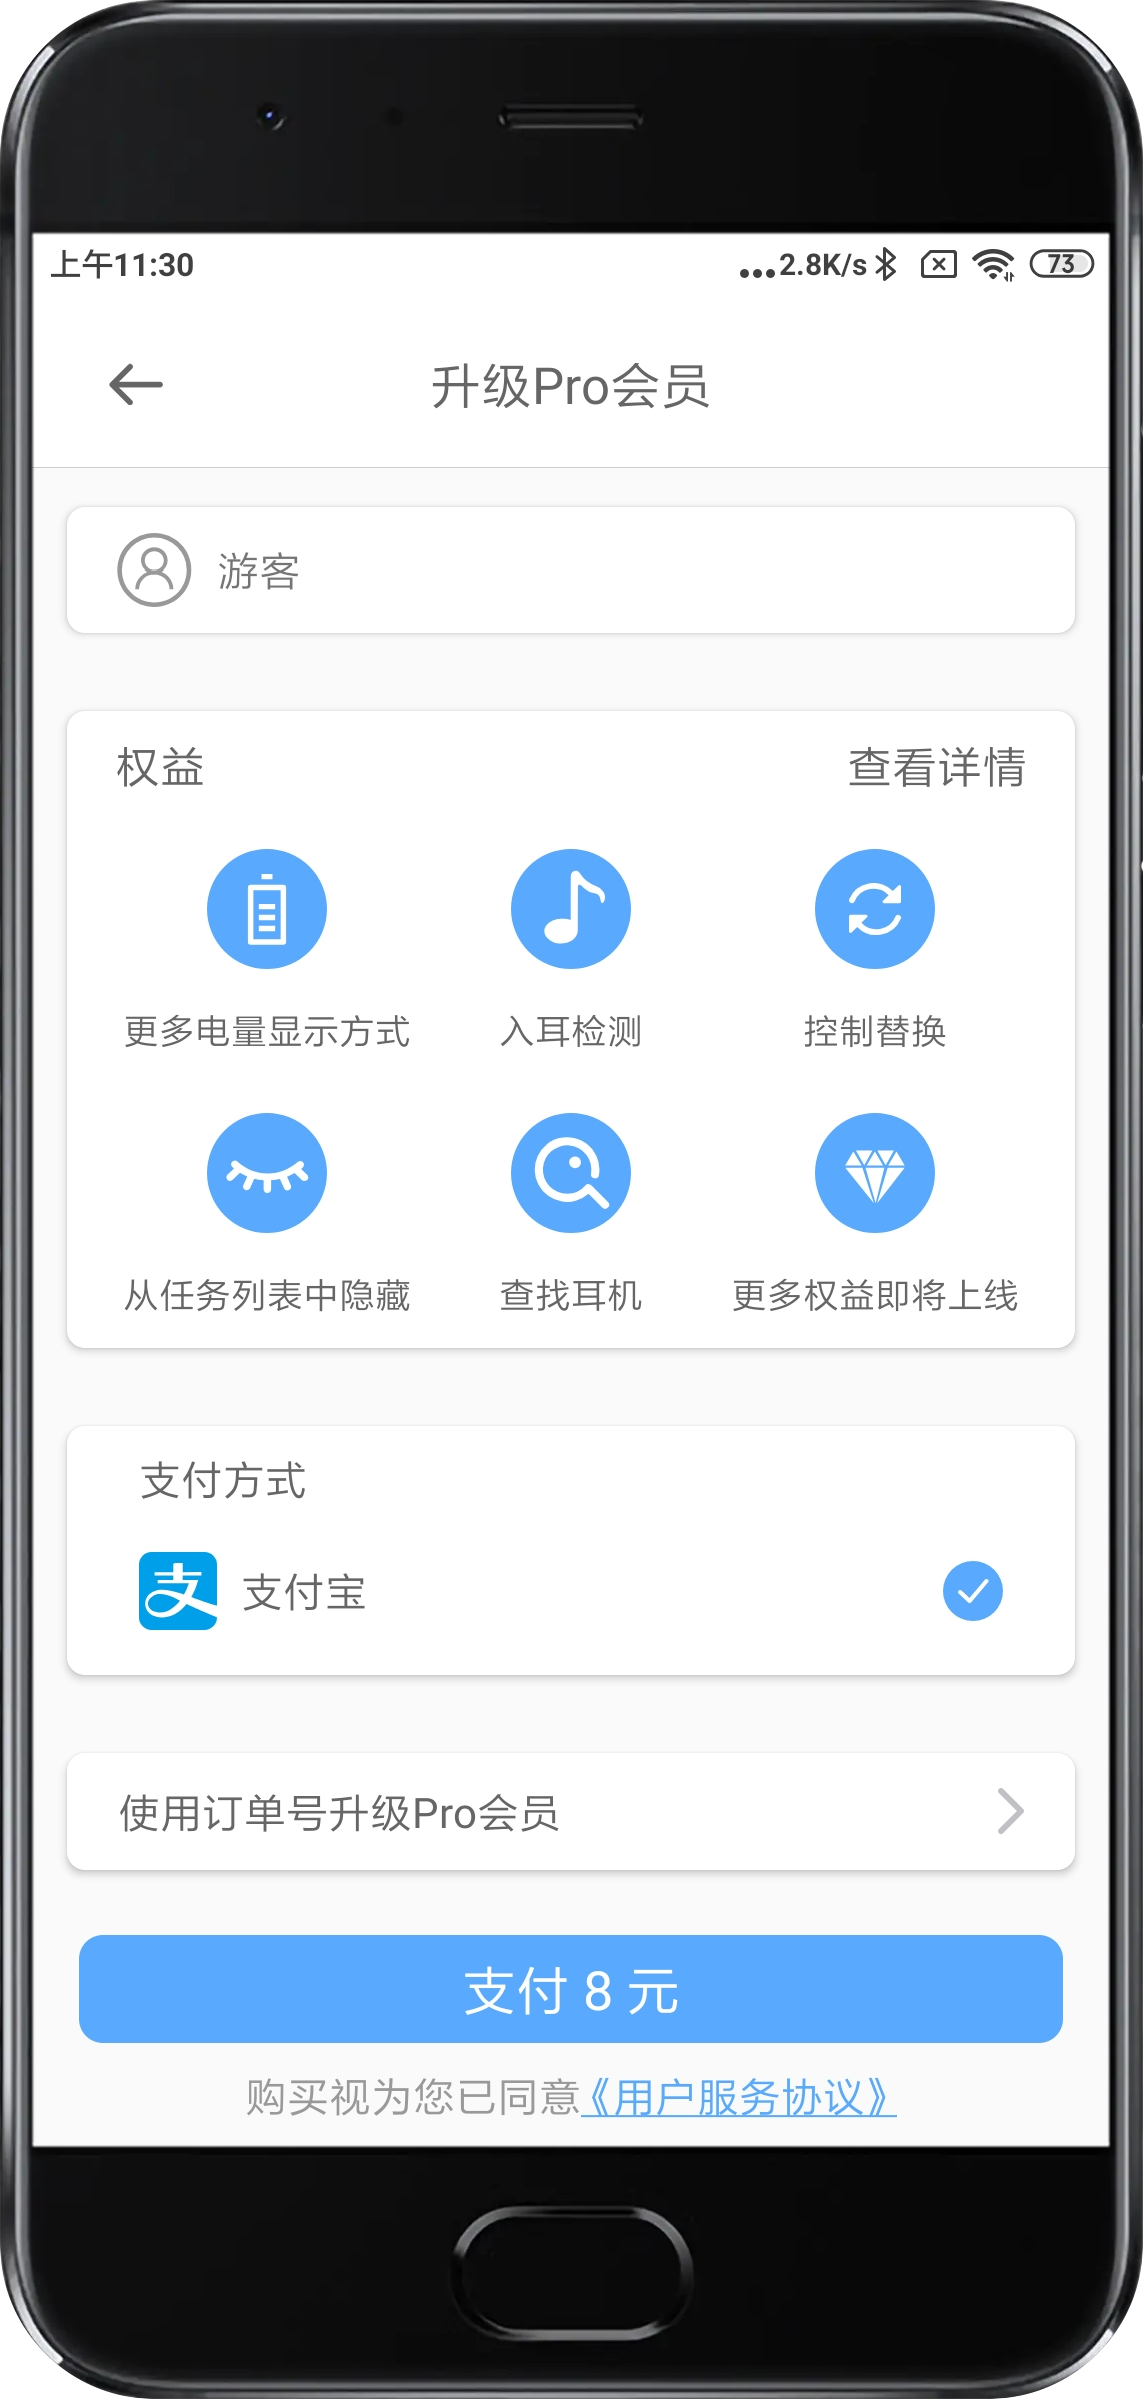 上午11:30
...2.8K/s 73
升级Pro会员
游客
权益 查看详情
更多电量显示方式 入耳检测 控制替换
从任务列表中隐藏 查找耳机 更多权益即将上线
支付方式
支 支付宝
使用订单号升级Pro会员
支付 8 元
购买视为您已同意《用户服务协议》